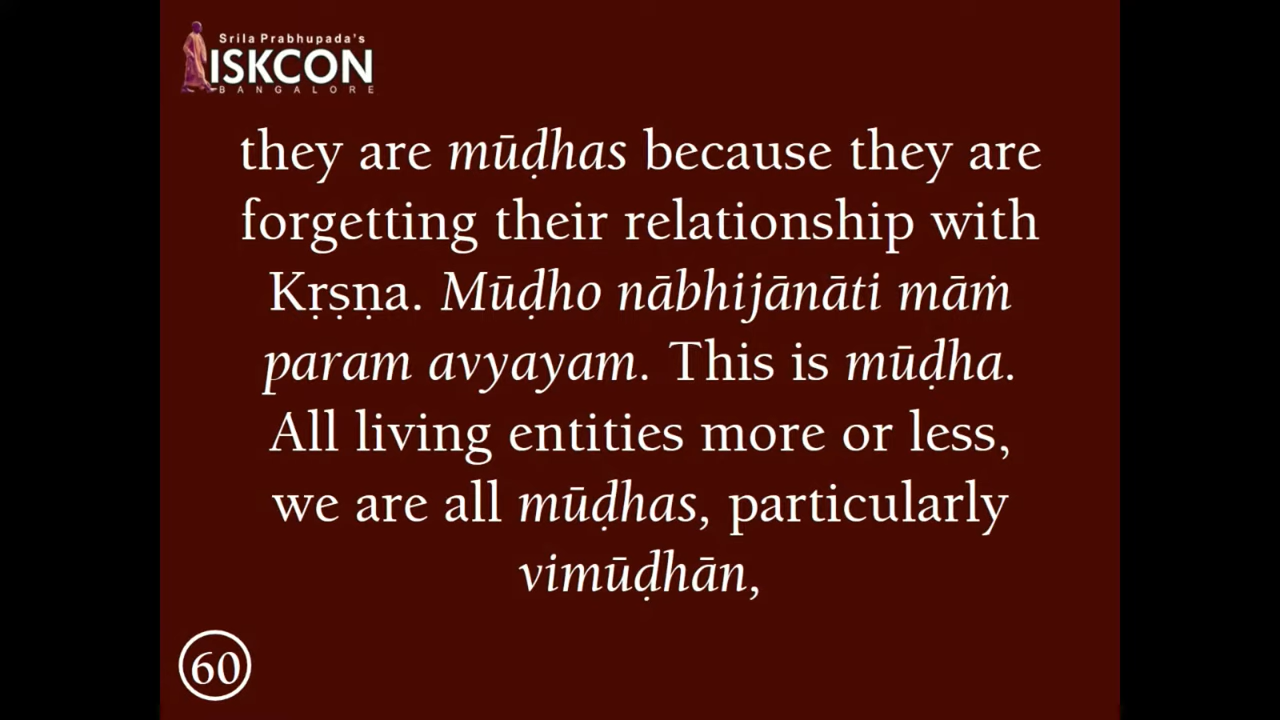 Srila Prabhupada's
ISKCON
BANGALORE
they are mūḍhas because they are
forgetting their relationship with
Kṛṣṇa. Mūḍho nābhijānāti māṁ
param avyayam. This is mūḍha.
All living entities more or less,
we are all mūḍhas, particularly
vimūḍhān,
60